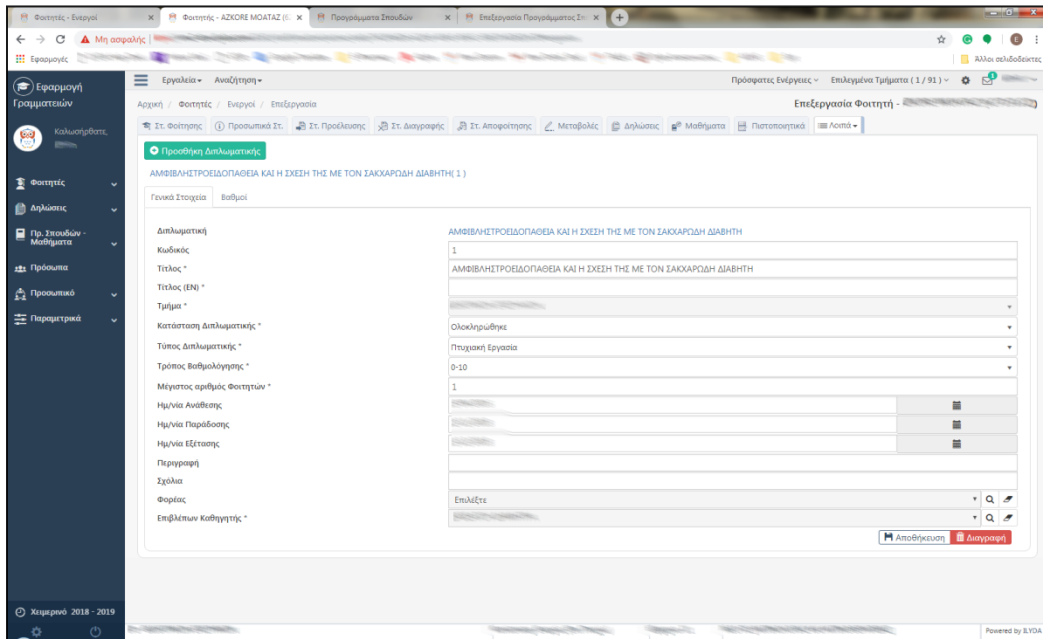 Φοιτητές - Ενεργοί
Φοιτητής - AZKORE MOATAZ (6
Προγράμματα Σπουδών
Επεξεργασία Προγράμματος Σπ
Μη ασφαλής
Εφαρμογές
Άλλοι σελιδοδείκτες
Εφαρμογή Γραμματειών
Εργαλεία Αναζήτηση
Πρόσφατες Ενέργειες Επιλεγμένα Τμήματα ( 1 / 91 ) 1
Αρχική / Φοιτητές / Ενεργοί / Επεξεργασία
Επεξεργασία Φοιτητή -
Καλωσήρθατε,
Στ. Φοίτησης Προσωπικά Στ. Στ. Προέλευσης Στ. Διαγραφής Στ. Αποφοίτησης Μεταβολές Δηλώσεις Μαθήματα Πιστοποιητικά Λοιπά
Προσθήκη Διπλωματικής
ΑΜΦΙΒΛΗΣΤΡΟΕΙΔΟΠΑΘΕΙΑ ΚΑΙ Η ΣΧΕΣΗ ΤΗΣ ΜΕ ΤΟΝ ΣΑΚΧΑΡΩΔΗ ΔΙΑΒΗΤΗ( 1 )
Γενικά Στοιχεία Βαθμοί
Φοιτητές
Δηλώσεις
Πρ. Σπουδών -
Μαθήματα
Πρόσωπα
Προσωπικό
Παραμετρικά
Διπλωματική ΑΜΦΙΒΛΗΣΤΡΟΕΙΔΟΠΑΘΕΙΑ ΚΑΙ Η ΣΧΕΣΗ ΤΗΣ ΜΕ ΤΟΝ ΣΑΚΧΑΡΩΔΗ ΔΙΑΒΗΤΗ
Κωδικός 1
Τίτλος * ΑΜΦΙΒΛΗΣΤΡΟΕΙΔΟΠΑΘΕΙΑ ΚΑΙ Η ΣΧΕΣΗ ΤΗΣ ΜΕ ΤΟΝ ΣΑΚΧΑΡΩΔΗ ΔΙΑΒΗΤΗ
Τίτλος (EN) *
Τμήμα *
Κατάσταση Διπλωματικής * Ολοκληρώθηκε
Τύπος Διπλωματικής * Πτυχιακή Εργασία
Τρόπος Βαθμολόγησης * 0-10
Μέγιστος αριθμός Φοιτητών * 1
Ημ/νία Ανάθεσης
Ημ/νία Παράδοσης
Ημ/νία Εξέτασης
Περιγραφή
Σχόλια
Φορέας Επιλέξτε
Επιβλέπων Καθηγητής *
Αποθήκευση Διαγραφή
Χειμερινό 2018 - 2019
Powered by ILYDA